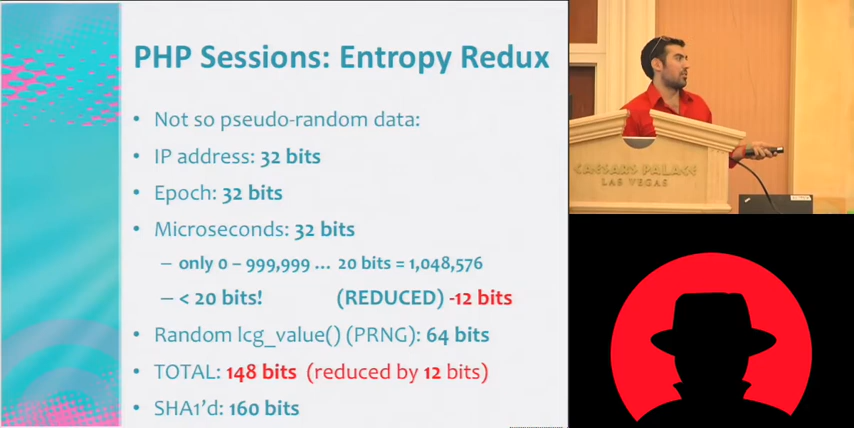 PHP Sessions: Entropy Redux
• Not so pseudo-random data:
• IP address: 32 bits
• Epoch: 32 bits
• Microseconds: 32 bits
– only 0 – 999,999 … 20 bits = 1,048,576
– < 20 bits! (REDUCED) -12 bits
• Random lcg_value() (PRNG): 64 bits
• TOTAL: 148 bits (reduced by 12 bits)
• SHA1'd: 160 bits
CAESARS PALACE
LAS VEGAS